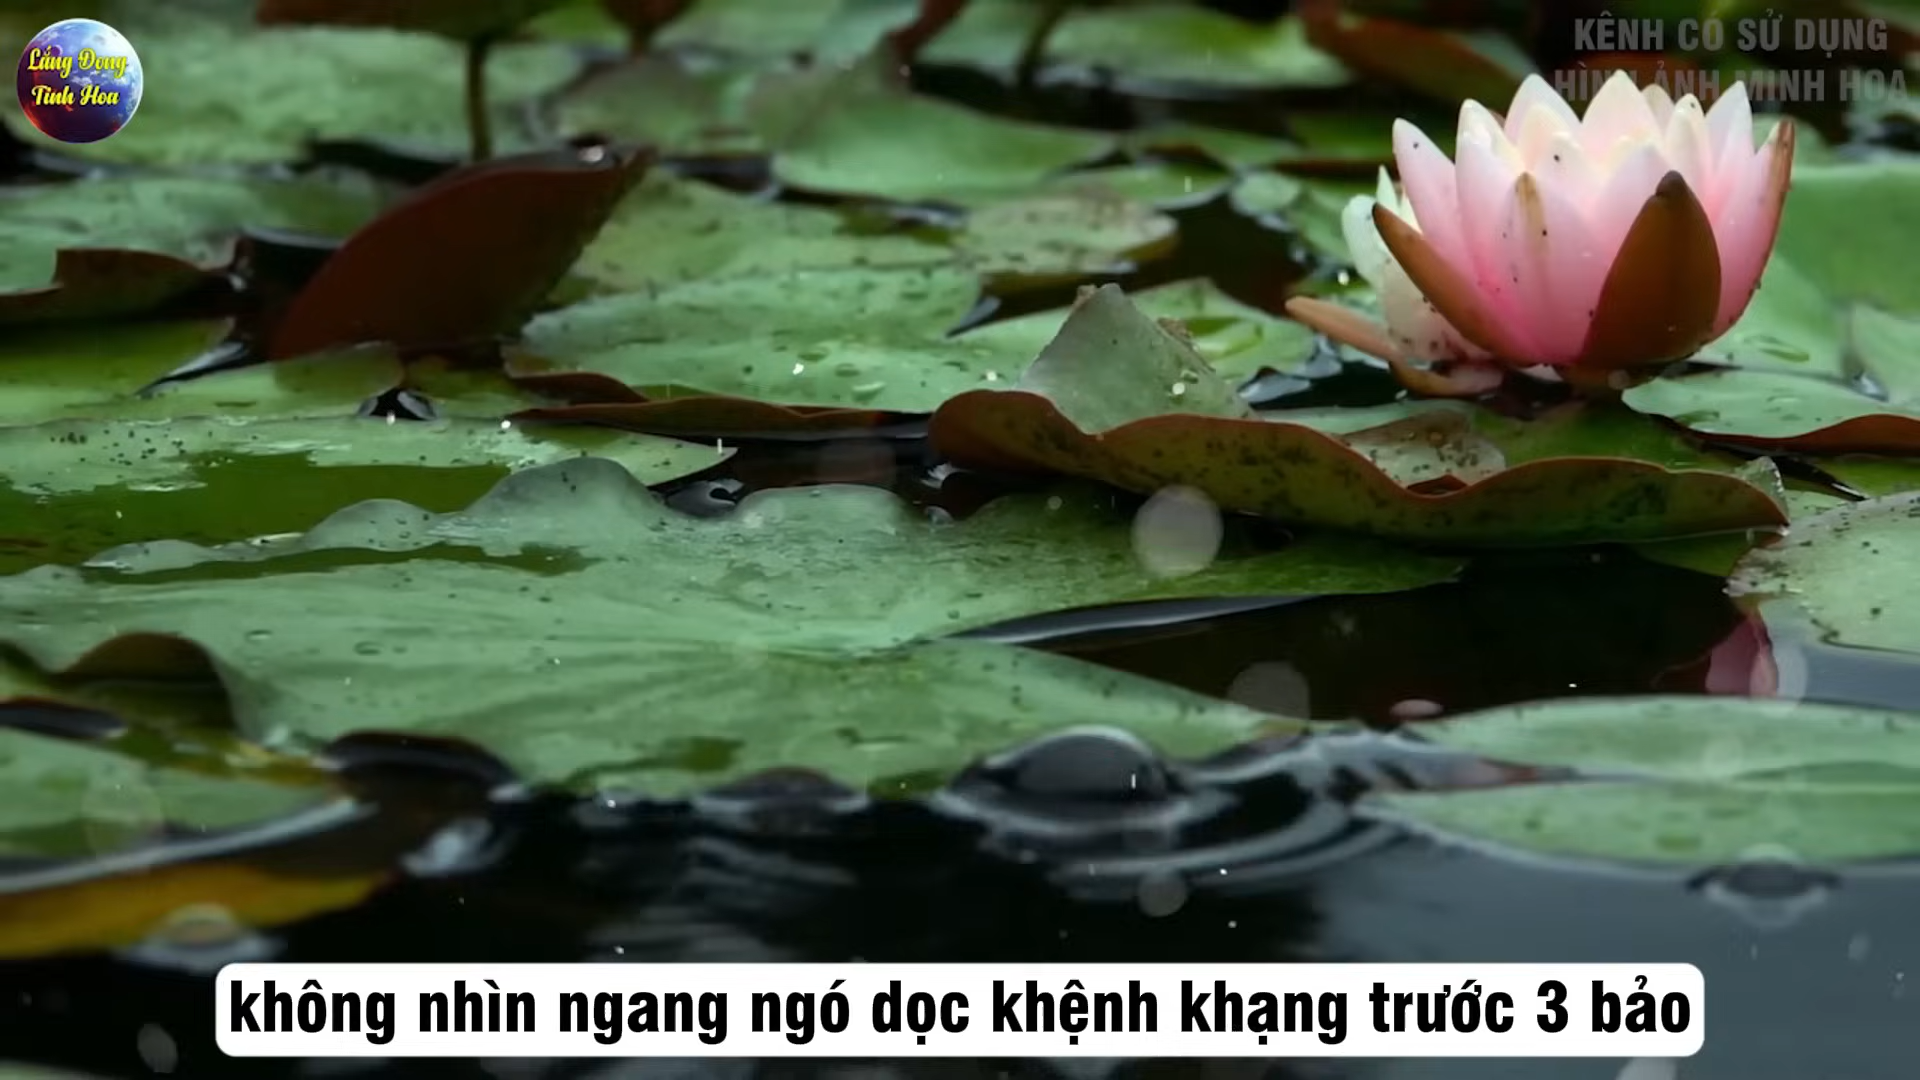 Lắng Đọng
Tinh Hoa
KÊNH CÓ SỬ DỤNG
HÌNH ẢNH MINH HOA
không nhìn ngang ngó dọc khệnh khạng trước 3 bảo